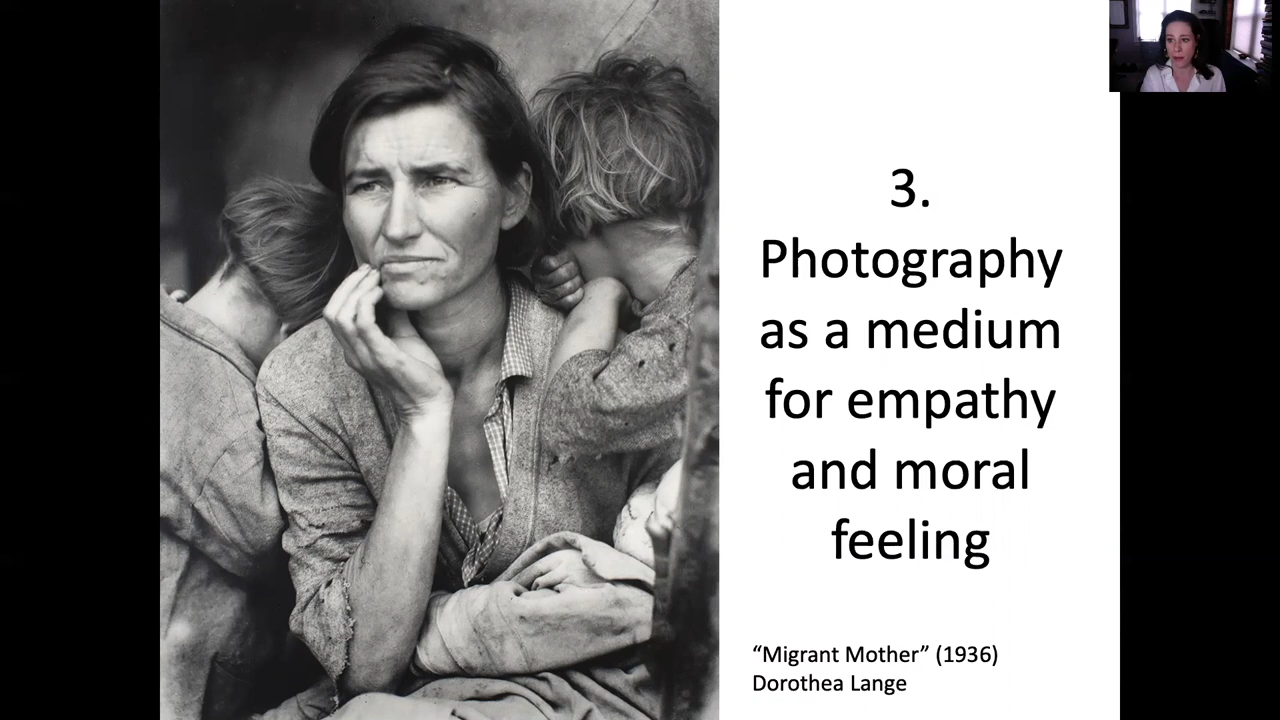 3.
Photography
as a medium
for empathy
and moral
feeling
“Migrant Mother” (1936)
Dorothea Lange